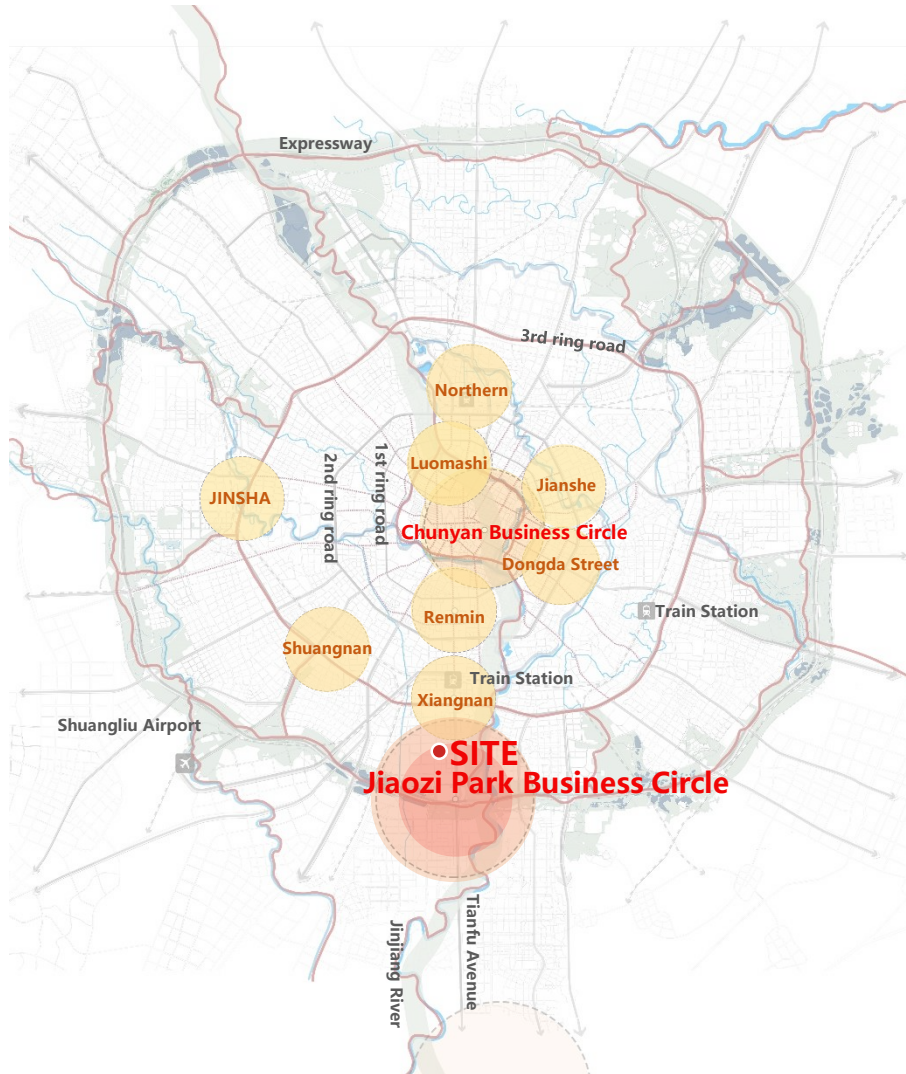 Expressway
3rd ring road
Northern
1st ring road
2nd ring road
Luomashi
JINSHA
Jianshe
Chunyan Business Circle
Dongda Street
Renmin
Train Station
Shuangnan
Train Station
Xiangnan
Shuangliu Airport
SITE
Jiaozi Park Business Circle
Tianfu Avenue
Jinjiang River